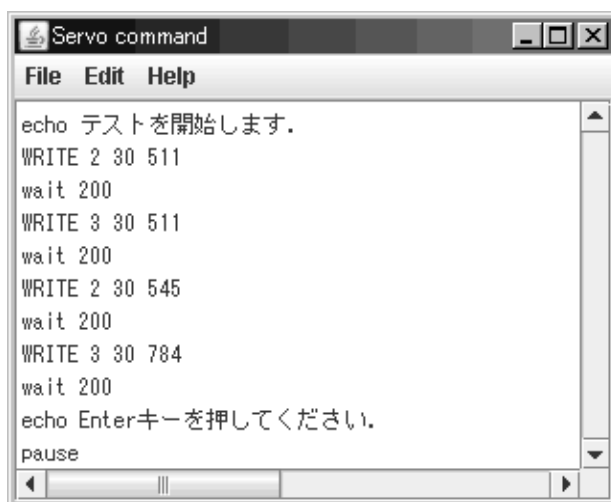 Servo command
File Edit Help
echo テストを開始します.
WRITE 2 30 511
wait 200
WRITE 3 30 511
wait 200
WRITE 2 30 545
wait 200
WRITE 3 30 784
wait 200
echo Enterキーを押してください.
pause